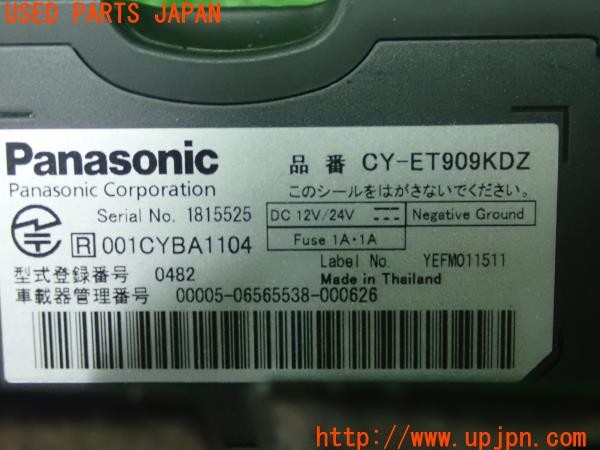 USED PARTS JAPAN
Panasonic
Panasonic Corporation
品 番 CY-ET909KDZ
このシールをはがさないでください。
Serial No. 1815525
DC 12V/24V
Negative Ground
Fuse 1A・1A
R 001CYBA1104
Label No. YEFM011511
型式登録番号 0482
Made in Thailand
車載器管理番号 00005-06565538-000626
http://www.upjpn.com/